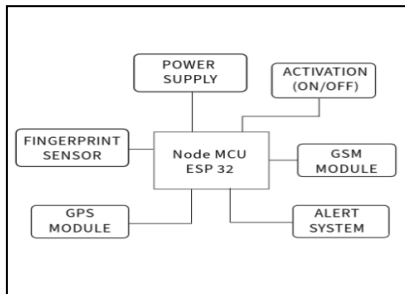 POWER
SUPPLY
ACTIVATION
(ON/OFF)
FINGERPRINT
SENSOR
Node MCU
ESP 32
GSM
MODULE
GPS
MODULE
ALERT
SYSTEM